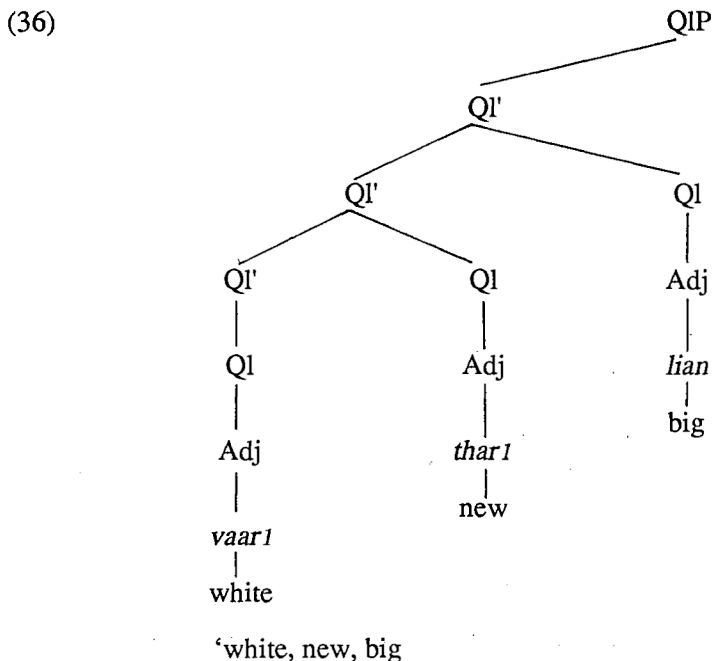 (36) QlP
Ql'
Ql' Ql
Ql' Ql Adj
Ql Adj lian
big
Adj thar1
new
vaar1
white
‘white, new, big